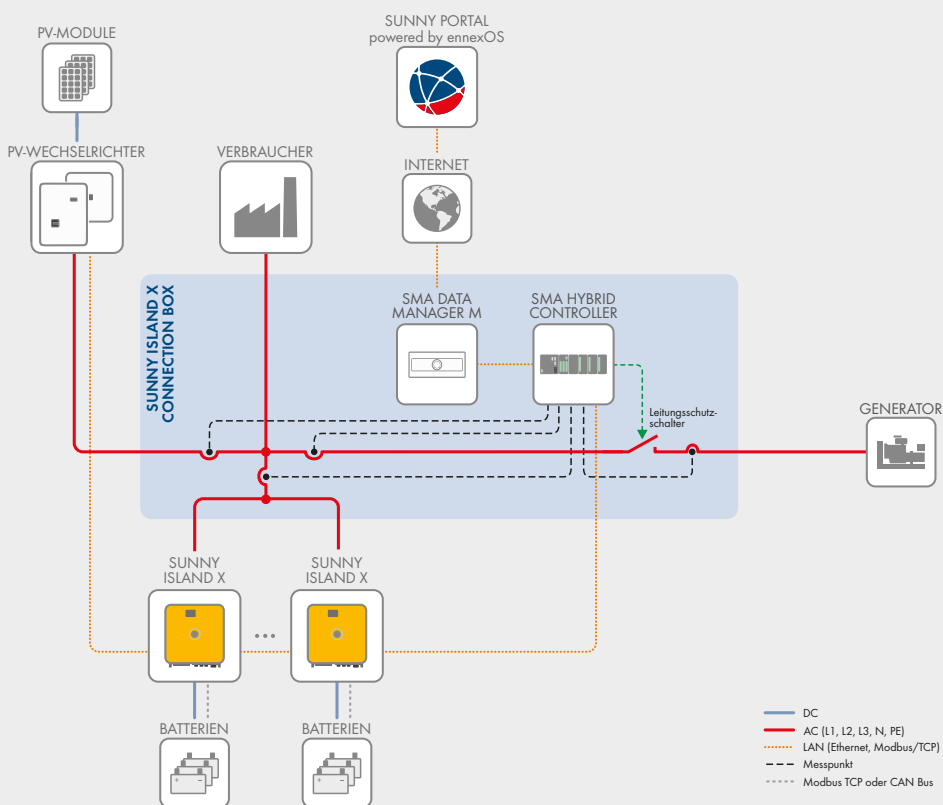 SUNNY PORTAL
powered by ennexOS
PV-MODULE
PV-WECHSELRICHTER
VERBRAUCHER
INTERNET
SUNNY ISLAND X
CONNECTION BOX
SMA DATA
MANAGER M
SMA HYBRID
CONTROLLER
Leitungsschutz-
schalter
GENERATOR
SUNNY
ISLAND X
SUNNY
ISLAND X
BATTERIEN
BATTERIEN
DC
AC (L1, L2, L3, N, PE)
LAN (Ethernet, Modbus/TCP)
Messpunkt
Modbus TCP oder CAN Bus